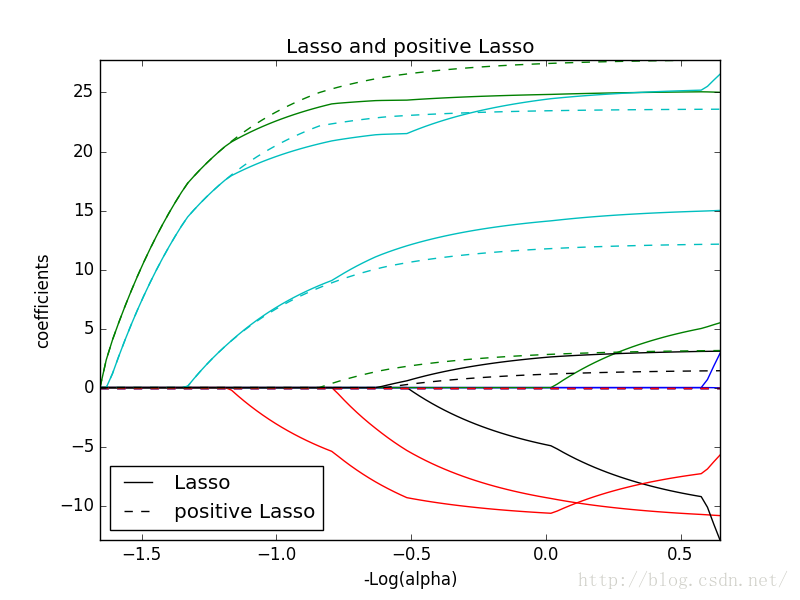 Lasso and positive Lasso
25
20
15
10
5
0
−5
−10
coefficients
Lasso
positive Lasso
−1.5 −1.0 −0.5 0.0 0.5
-Log(alpha)
http://blog.csdn.net/